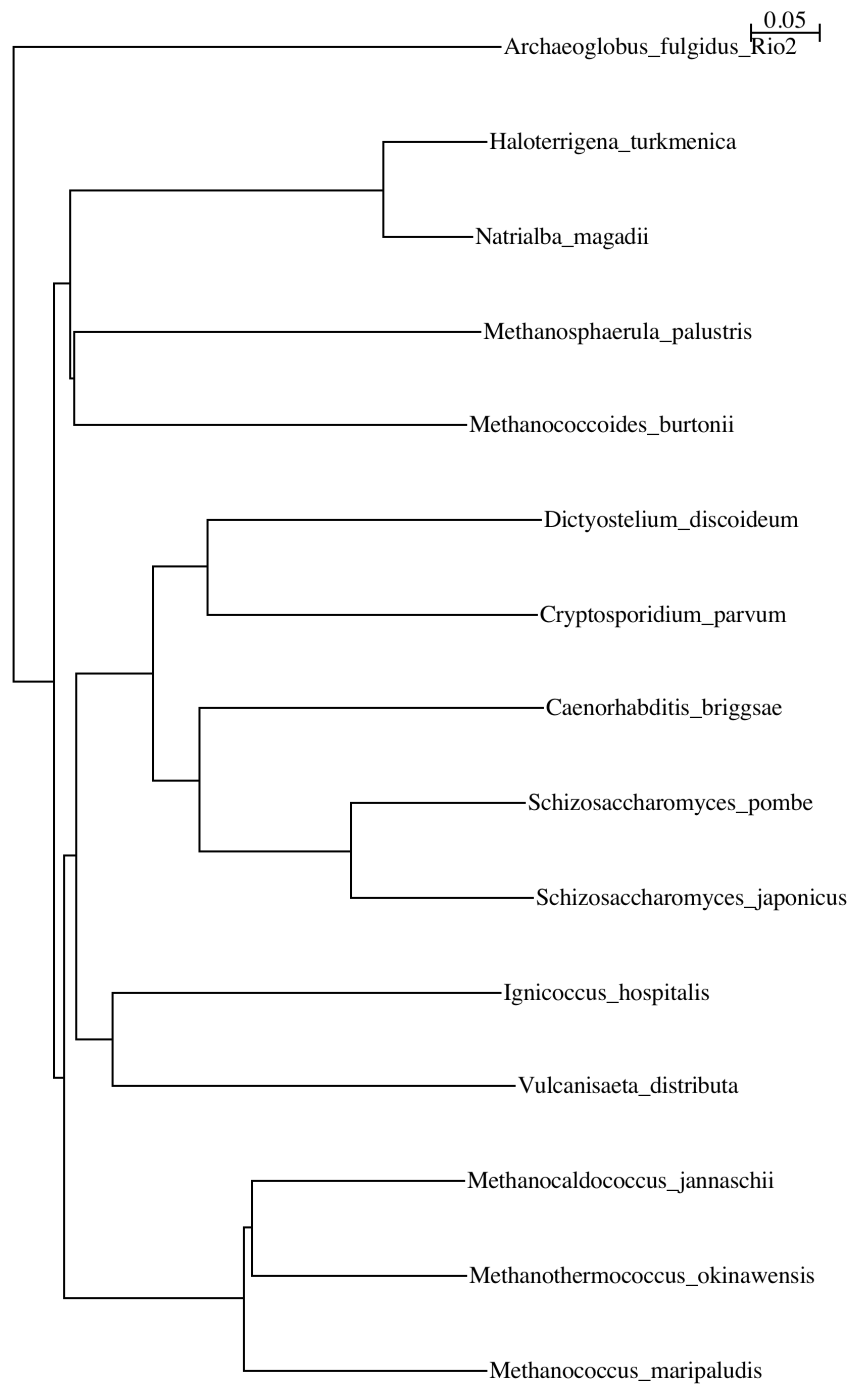 0.05
Archaeoglobus_fulgidus_Rio2
Haloterrigena_turkmenica
Natrialba_magadii
Methanosphaerula_palustris
Methanococcoides_burtonii
Dictyostelium_discoideum
Cryptosporidium_parvum
Caenorhabditis_briggsae
Schizosaccharomyces_pombe
Schizosaccharomyces_japonicus
Ignicoccus_hospitalis
Vulcanisaeta_distributa
Methanocaldococcus_jannaschii
Methanothermococcus_okinawensis
Methanococcus_maripaludis